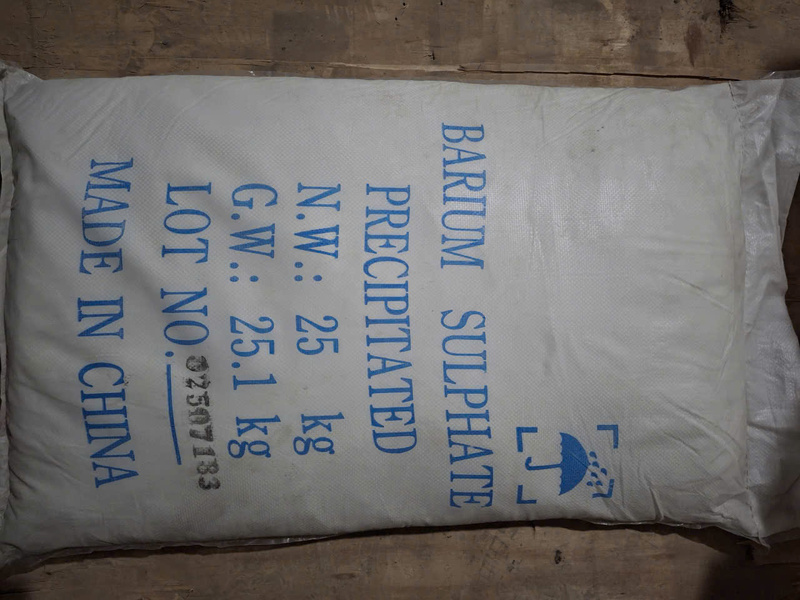 BARIUM SULPHATE
PRECIPITATED
N.W.: 25 kg
G.W.: 25.1 kg
LOT NO. 02507183
MADE IN CHINA